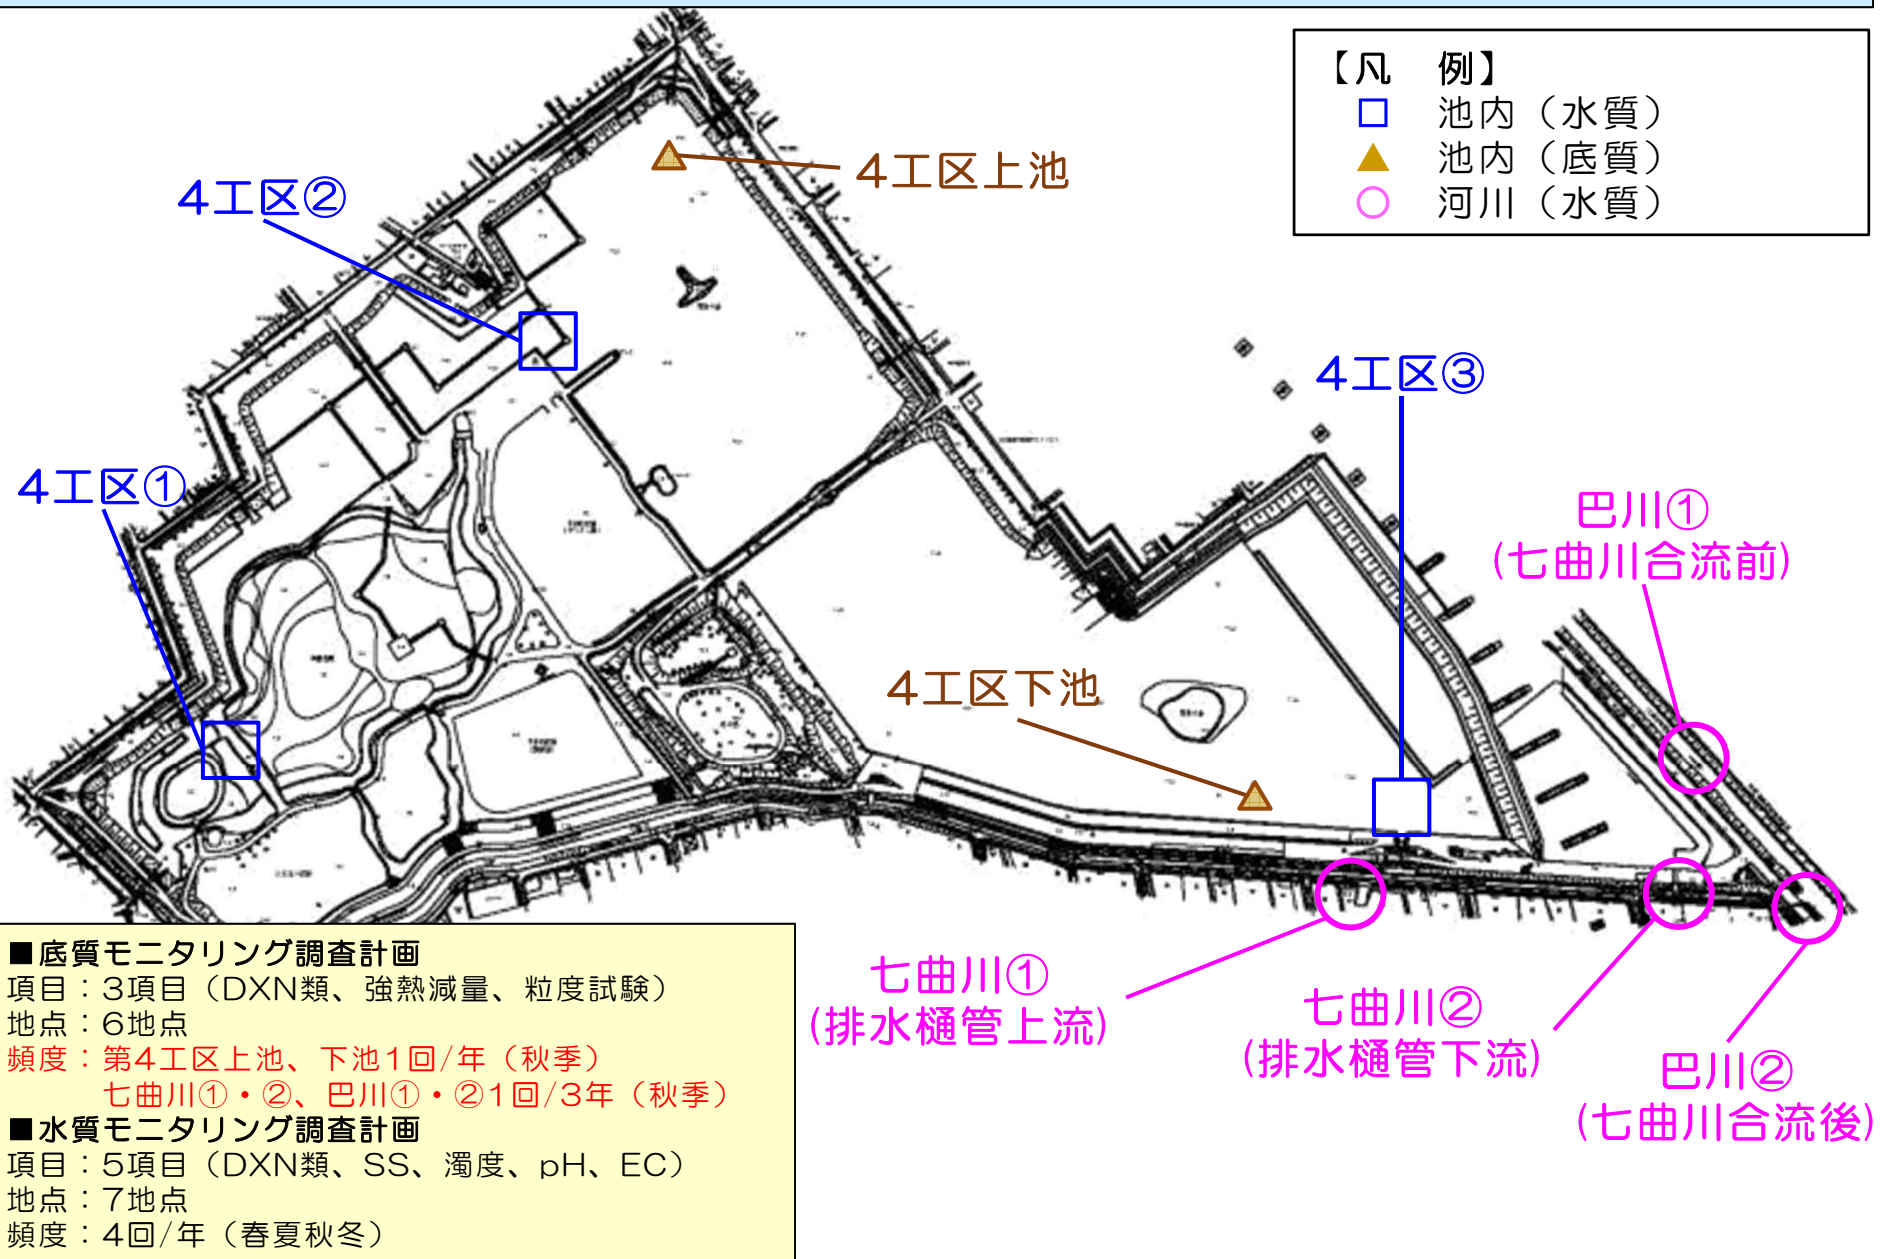 【凡　例】
池内（水質）
池内（底質）
河川（水質）
4工区上池
4工区②
4工区③
4工区①
巴川①
(七曲川合流前)
4工区下池
七曲川①
(排水樋管上流)
七曲川②
(排水樋管下流)
巴川②
(七曲川合流後)
■底質モニタリング調査計画
項目：3項目（DXN類、強熱減量、粒度試験）
地点：6地点
頻度：第4工区上池、下池1回/年（秋季）
七曲川①・②、巴川①・②1回/3年（秋季）
■水質モニタリング調査計画
項目：5項目（DXN類、SS、濁度、pH、EC）
地点：7地点
頻度：4回/年（春夏秋冬）